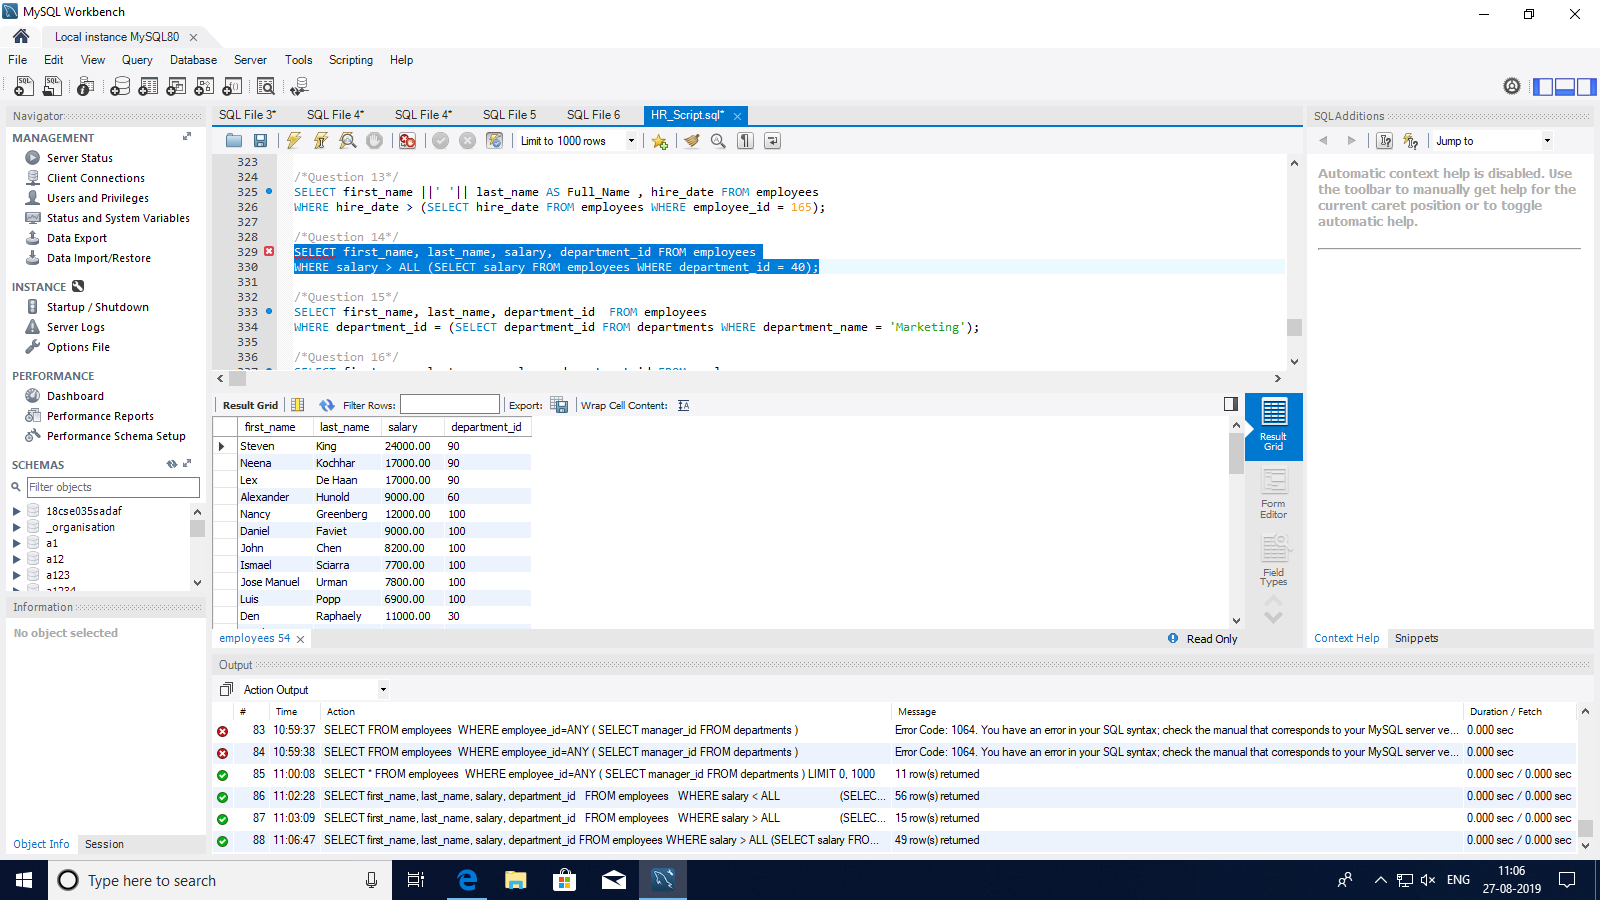 MySQL Workbench
Local instance MySQL80
File Edit View Query Database Server Tools Scripting Help
Navigator
MANAGEMENT
Server Status
Client Connections
Users and Privileges
Status and System Variables
Data Export
Data Import/Restore
INSTANCE
Startup / Shutdown
Server Logs
Options File
PERFORMANCE
Dashboard
Performance Reports
Performance Schema Setup
SCHEMAS
Filter objects
18cse035sadaf
_organisation
a1
a12
a123
a1234
Information
No object selected
Object Info Session
SQL File 3* SQL File 4* SQL File 4* SQL File 5 SQL File 6 HR_Script.sql*
Limit to 1000 rows
323
324 /*Question 13*/
325 SELECT first_name ||' '|| last_name AS Full_Name , hire_date FROM employees
326 WHERE hire_date > (SELECT hire_date FROM employees WHERE employee_id = 165);
327
328 /*Question 14*/
329 SELECT first_name, last_name, salary, department_id FROM employees
330 WHERE salary > ALL (SELECT salary FROM employees WHERE department_id = 40);
331
332 /*Question 15*/
333 SELECT first_name, last_name, department_id  FROM employees
334 WHERE department_id = (SELECT department_id FROM departments WHERE department_name = 'Marketing');
335
336 /*Question 16*/
Result Grid Filter Rows: Export: Wrap Cell Content:
first_name last_name salary department_id
Steven King 24000.00 90
Neena Kochhar 17000.00 90
Lex De Haan 17000.00 90
Alexander Hunold 9000.00 60
Nancy Greenberg 12000.00 100
Daniel Faviet 9000.00 100
John Chen 8200.00 100
Ismael Sciarra 7700.00 100
Jose Manuel Urman 7800.00 100
Luis Popp 6900.00 100
Den Raphaely 11000.00 30
Result Grid
Form Editor
Field Types
employees 54
Read Only
SQLAdditions
Jump to
Automatic context help is disabled. Use
the toolbar to manually get help for the
current caret position or to toggle
automatic help.
Context Help Snippets
Output
Action Output
# Time Action Message Duration / Fetch
83 10:59:37 SELECT FROM employees WHERE employee_id=ANY ( SELECT manager_id FROM departments ) Error Code: 1064. You have an error in your SQL syntax; check the manual that corresponds to your MySQL server ve... 0.000 sec
84 10:59:38 SELECT FROM employees WHERE employee_id=ANY ( SELECT manager_id FROM departments ) Error Code: 1064. You have an error in your SQL syntax; check the manual that corresponds to your MySQL server ve... 0.000 sec
85 11:00:08 SELECT * FROM employees WHERE employee_id=ANY ( SELECT manager_id FROM departments ) LIMIT 0, 1000 11 row(s) returned 0.000 sec / 0.000 sec
86 11:02:28 SELECT first_name, last_name, salary, department_id FROM employees WHERE salary < ALL (SELEC... 56 row(s) returned 0.000 sec / 0.000 sec
87 11:03:09 SELECT first_name, last_name, salary, department_id FROM employees WHERE salary > ALL (SELEC... 15 row(s) returned 0.000 sec / 0.000 sec
88 11:06:47 SELECT first_name, last_name, salary, department_id FROM employees WHERE salary > ALL (SELECT salary FRO... 49 row(s) returned 0.000 sec / 0.000 sec
Type here to search
ENG
11:06
27-08-2019